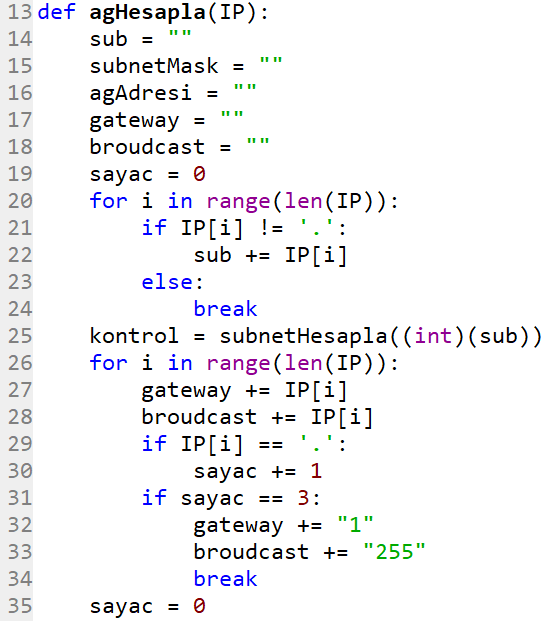 13 def agHesapla(IP):
14     sub = ""
15     subnetMask = ""
16     agAdresi = ""
17     gateway = ""
18     broudcast = ""
19     sayac = 0
20     for i in range(len(IP)):
21         if IP[i] != '.':
22             sub += IP[i]
23         else:
24             break
25     kontrol = subnetHesapla((int)(sub))
26     for i in range(len(IP)):
27         gateway += IP[i]
28         broudcast += IP[i]
29         if IP[i] == '.':
30             sayac += 1
31         if sayac == 3:
32             gateway += "1"
33             broudcast += "255"
34             break
35     sayac = 0